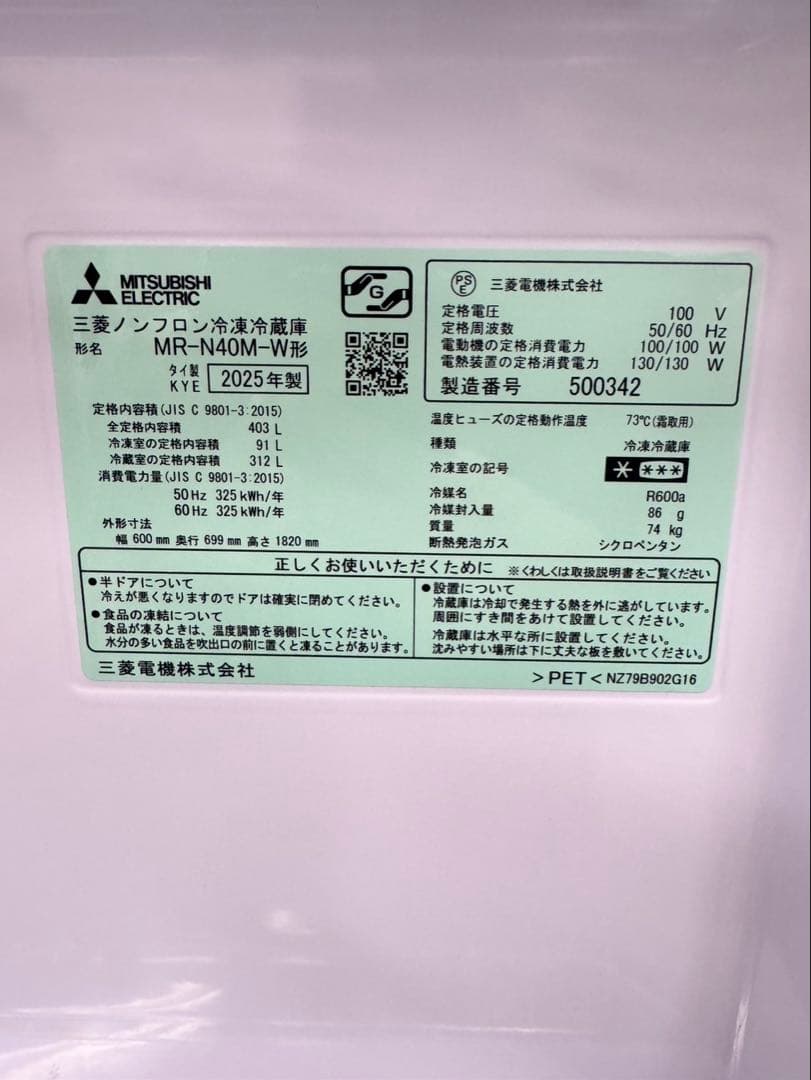 MITSUBISHI
ELECTRIC
三菱ノンフロン冷凍冷蔵庫
形名 MR-N40M-W形
タイ製
KYE 2025年製
G
定格内容積(JIS C 9801-3:2015)
全定格内容積 403 L
冷凍室の定格内容積 91 L
冷蔵室の定格内容積 312 L
消費電力量(JIS C 9801-3:2015)
50Hz 325 kWh/年
60Hz 325 kWh/年
外形寸法
幅 600 mm 奥行 699 mm 高さ 1820 mm
PS
E 三菱電機株式会社
定格電圧 100 V
定格周波数 50/60 Hz
電動機の定格消費電力 100/100 W
電熱装置の定格消費電力 130/130 W
製造番号 500342
温度ヒューズの定格動作温度 73℃(霜取用)
種類 冷凍冷蔵庫
冷凍室の記号 * ***
冷媒名 R600a
冷媒封入量 86 g
質量 74 kg
断熱発泡ガス シクロペンタン
正しくお使いいただくために ※くわしくは取扱説明書をご覧ください
●半ドアについて
冷えが悪くなりますのでドアは確実に閉めてください。
●食品の凍結について
食品が凍るときは、温度調節を弱側にしてください。
水分の多い食品を吹出口の前に置くと凍ることがあります。
●設置について
冷蔵庫は冷却で発生する熱を外に逃がしています。
周囲にすき間をあけて設置してください。
冷蔵庫は水平な所に設置してください。
沈みやすい場所は下に丈夫な板を敷いてください。
三菱電機株式会社
>PET< NZ79B902G16